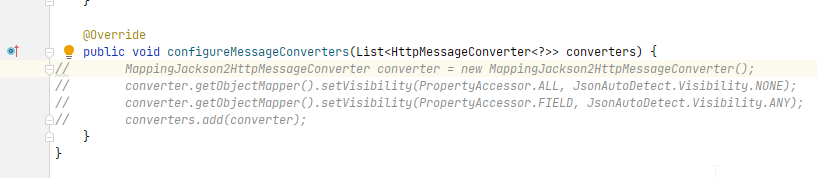 }
@Override
public void configureMessageConverters(List<HttpMessageConverter<?>> converters) {
//        MappingJackson2HttpMessageConverter converter = new MappingJackson2HttpMessageConverter();
//        converter.getObjectMapper().setVisibility(PropertyAccessor.ALL, JsonAutoDetect.Visibility.NONE);
//        converter.getObjectMapper().setVisibility(PropertyAccessor.FIELD, JsonAutoDetect.Visibility.ANY);
//        converters.add(converter);
}
}